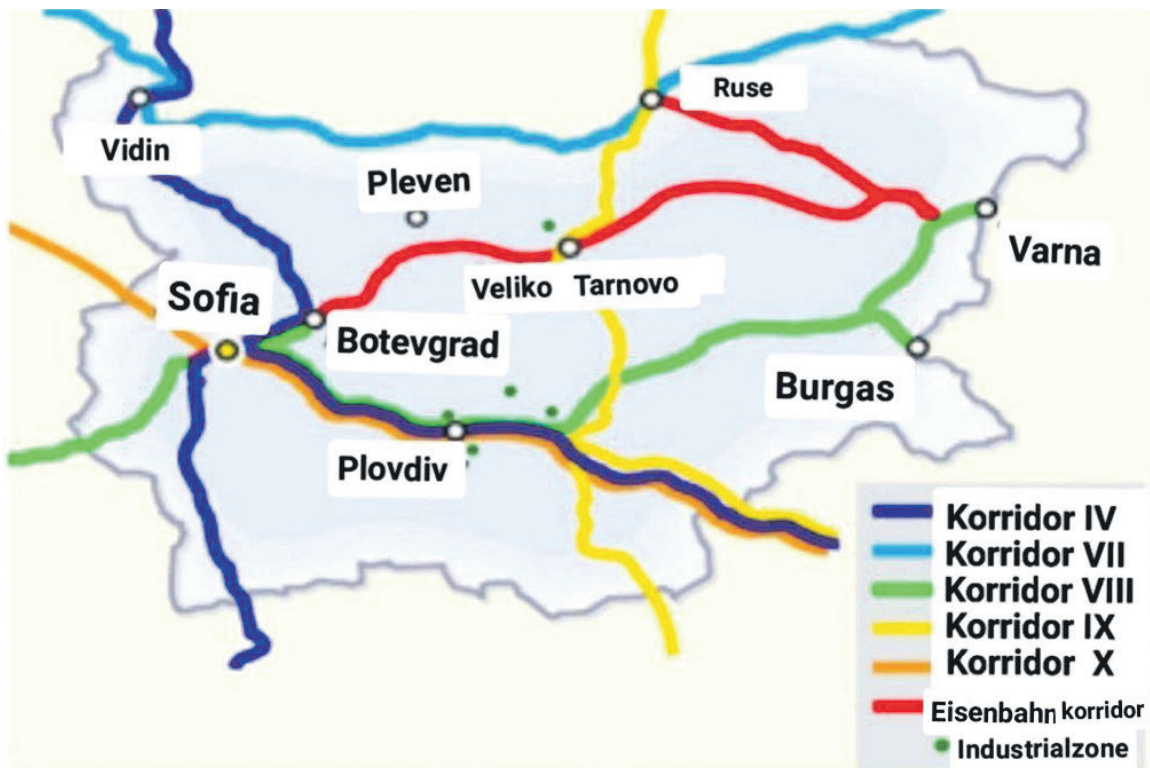 Ruse
Vidin
Pleven
Varna
Veliko Tarnovo
Sofia
Botevgrad
Burgas
Plovdiv
Korridor IV
Korridor VII
Korridor VIII
Korridor IX
Korridor X
Eisenbahn korridor
Industrialzone